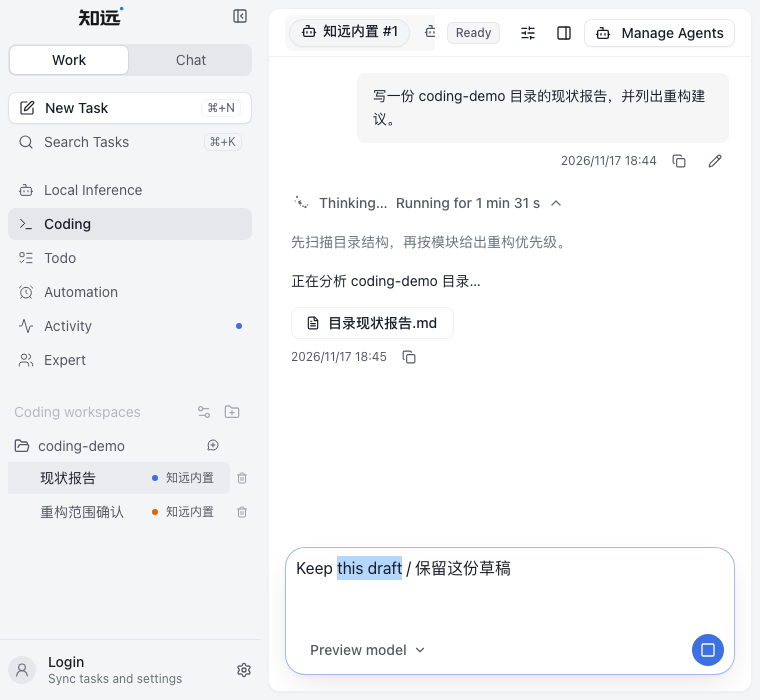 知远
Work
Chat
New Task
⌘+N
Search Tasks
⌘+K
Local Inference
Coding
Todo
Automation
Activity
Expert
Coding workspaces
coding-demo
现状报告
知远内置
重构范围确认
知远内置
Login
Sync tasks and settings
知远内置 #1
Ready
Manage Agents
写一份 coding-demo 目录的现状报告，并列出重构建
议。
2026/11/17 18:44
Thinking... Running for 1 min 31 s
先扫描目录结构，再按模块给出重构优先级。
正在分析 coding-demo 目录...
目录现状报告.md
2026/11/17 18:45
Keep this draft / 保留这份草稿
Preview model